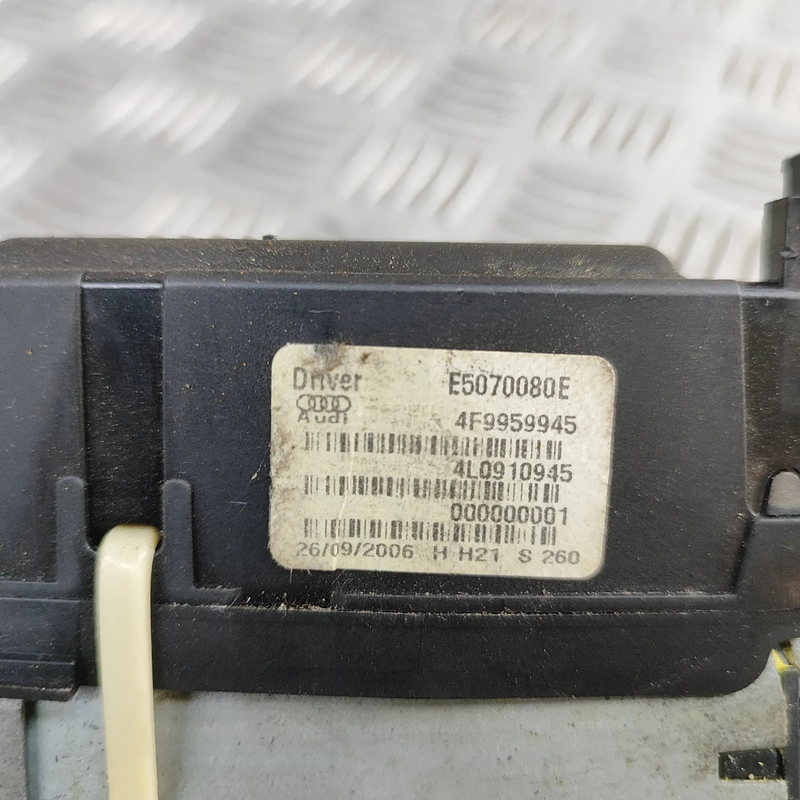 Driver E5070080E
Audi 4F9959945
4L0910945
000000001
26/09/2006 H H21 S 260